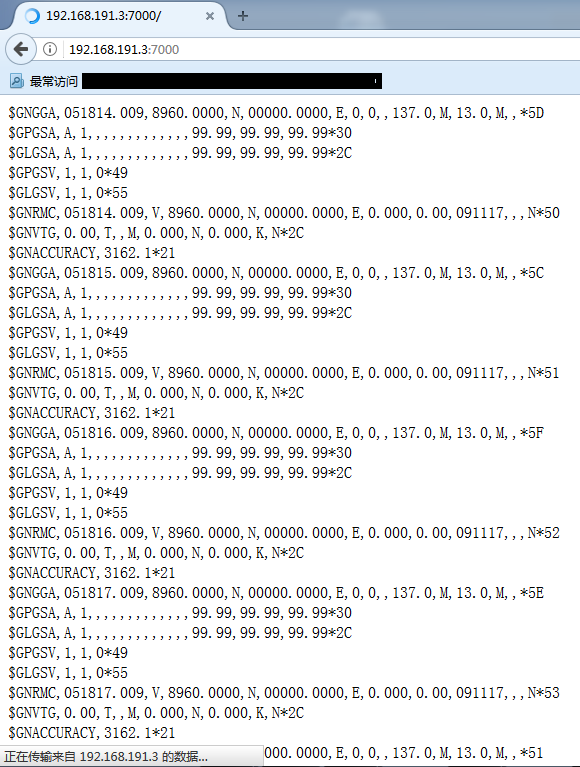 192.168.191.3:7000/
192.168.191.3:7000
最常访问
$GNGGA,051814.009,8960.0000,N,00000.0000,E,0,0,,137.0,M,13.0,M,,*5D
$GPGSA,A,1,,,,,,,,,,,,,99.99,99.99,99.99*30
$GLGSA,A,1,,,,,,,,,,,,,99.99,99.99,99.99*2C
$GPGSV,1,1,0*49
$GLGSV,1,1,0*55
$GNRMC,051814.009,V,8960.0000,N,00000.0000,E,0.000,0.00,091117,,,N*50
$GNVTG,0.00,T,,M,0.000,N,0.000,K,N*2C
$GNACCURACY,3162.1*21
$GNGGA,051815.009,8960.0000,N,00000.0000,E,0,0,,137.0,M,13.0,M,,*5C
$GPGSA,A,1,,,,,,,,,,,,,99.99,99.99,99.99*30
$GLGSA,A,1,,,,,,,,,,,,,99.99,99.99,99.99*2C
$GPGSV,1,1,0*49
$GLGSV,1,1,0*55
$GNRMC,051815.009,V,8960.0000,N,00000.0000,E,0.000,0.00,091117,,,N*51
$GNVTG,0.00,T,,M,0.000,N,0.000,K,N*2C
$GNACCURACY,3162.1*21
$GNGGA,051816.009,8960.0000,N,00000.0000,E,0,0,,137.0,M,13.0,M,,*5F
$GPGSA,A,1,,,,,,,,,,,,,99.99,99.99,99.99*30
$GLGSA,A,1,,,,,,,,,,,,,99.99,99.99,99.99*2C
$GPGSV,1,1,0*49
$GLGSV,1,1,0*55
$GNRMC,051816.009,V,8960.0000,N,00000.0000,E,0.000,0.00,091117,,,N*52
$GNVTG,0.00,T,,M,0.000,N,0.000,K,N*2C
$GNACCURACY,3162.1*21
$GNGGA,051817.009,8960.0000,N,00000.0000,E,0,0,,137.0,M,13.0,M,,*5E
$GPGSA,A,1,,,,,,,,,,,,,99.99,99.99,99.99*30
$GLGSA,A,1,,,,,,,,,,,,,99.99,99.99,99.99*2C
$GPGSV,1,1,0*49
$GLGSV,1,1,0*55
$GNRMC,051817.009,V,8960.0000,N,00000.0000,E,0.000,0.00,091117,,,N*53
$GNVTG,0.00,T,,M,0.000,N,0.000,K,N*2C
$GNACCURACY,3162.1*21
正在传输来自 192.168.191.3 的数据... 000.0000,E,0,0,,137.0,M,13.0,M,,*51